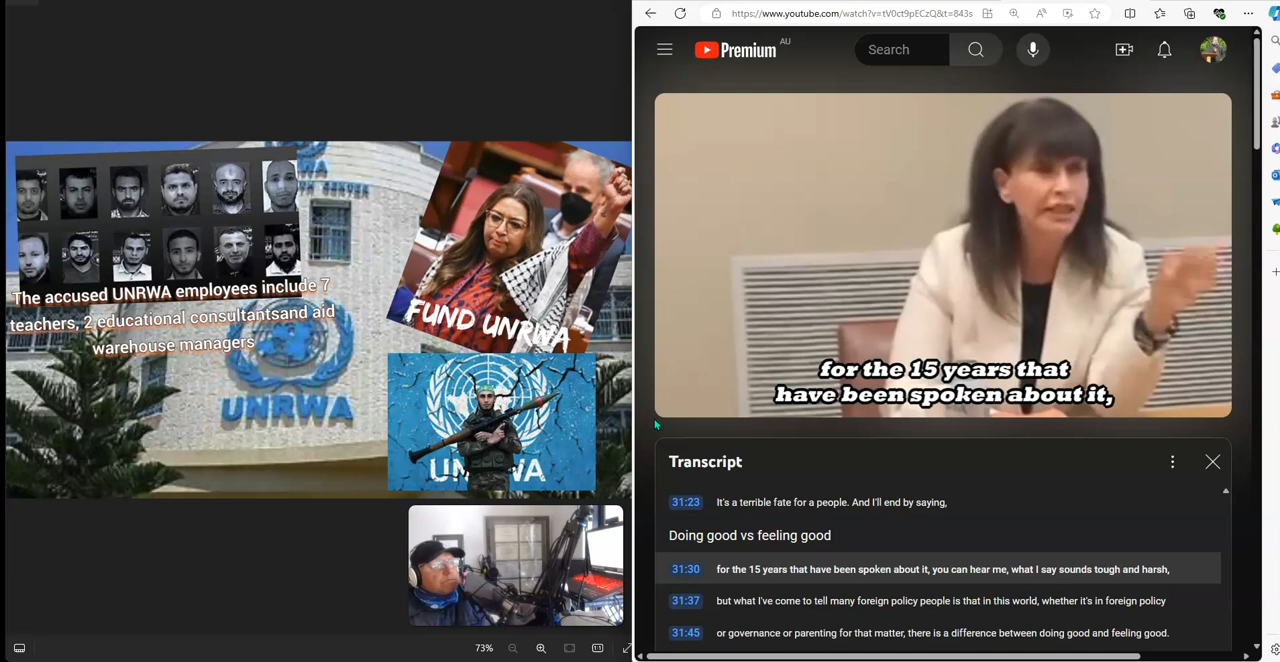 https://www.youtube.com/watch?v=tV0ct9pECzQ&t=843s
Premium AU
Search
The accused UNRWA employees include 7
teachers, 2 educational consultantsand aid
warehouse managers
UNRWA
FUND UNRWA
for the 15 years that
have been spoken about it,
Transcript
31:23 It's a terrible fate for a people. And I'll end by saying,
Doing good vs feeling good
31:30 for the 15 years that have been spoken about it, you can hear me, what I say sounds tough and harsh,
31:37 but what I've come to tell many foreign policy people is that in this world, whether it's in foreign policy
31:45 or governance or parenting for that matter, there is a difference between doing good and feeling good.
73%